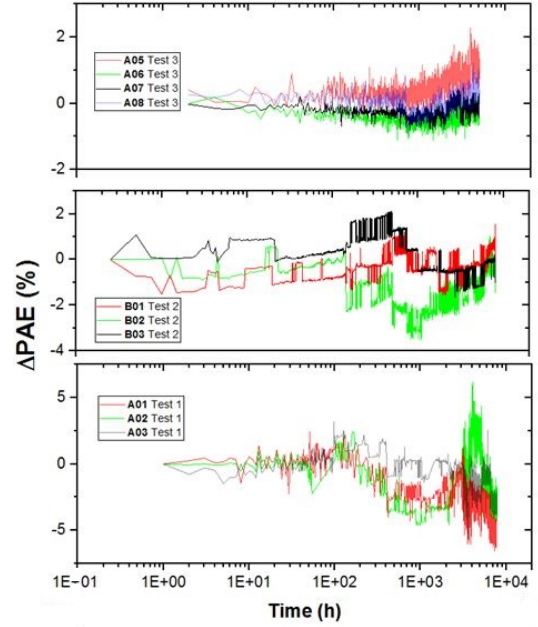 2
0
-2
A05 Test 3
A06 Test 3
A07 Test 3
A08 Test 3
2
0
-2
-4
B01 Test 2
B02 Test 2
B03 Test 2
ΔPAE (%)
5
0
-5
A01 Test 1
A02 Test 1
A03 Test 1
1E−01 1E+00 1E+01 1E+02 1E+03 1E+04
Time (h)